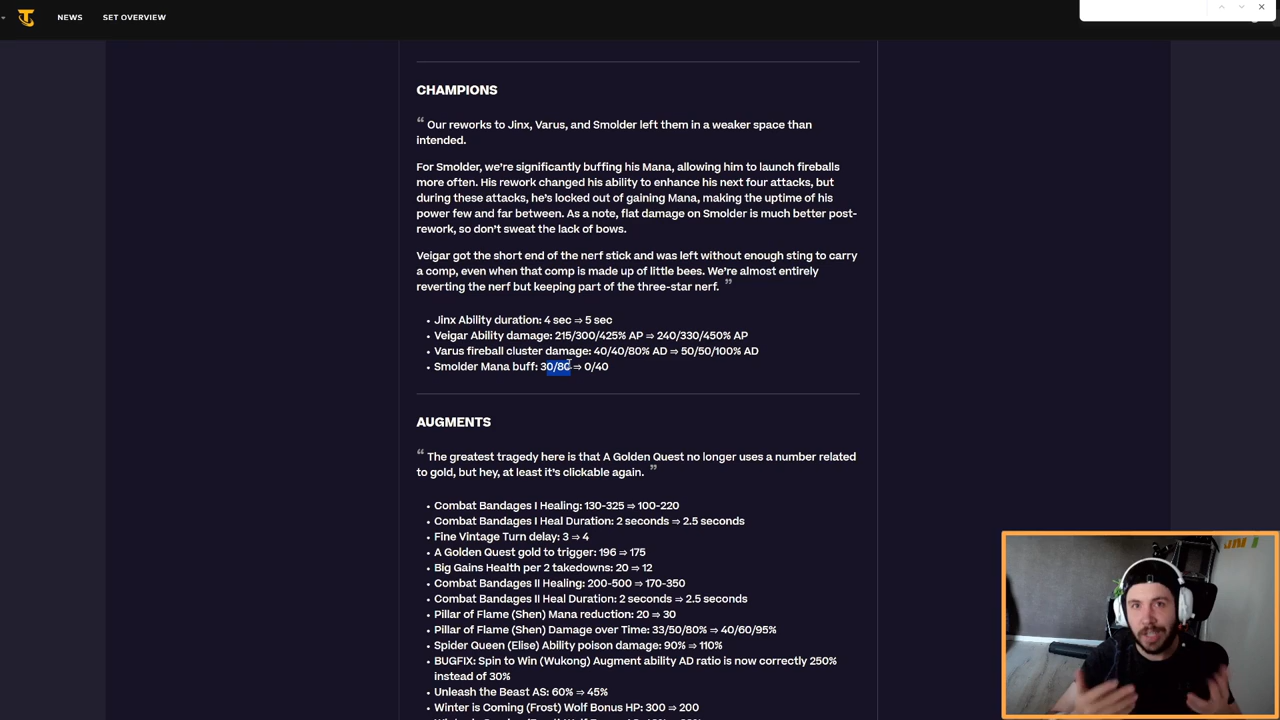 NEWS
SET OVERVIEW
CHAMPIONS
“ Our reworks to Jinx, Varus, and Smolder left them in a weaker space than
intended.
For Smolder, we’re significantly buffing his Mana, allowing him to launch fireballs
more often. His rework changed his ability to enhance his next four attacks, but
during these attacks, he’s locked out of gaining Mana, making the uptime of his
power few and far between. As a note, flat damage on Smolder is much better post-
rework, so don’t sweat the lack of bows.
Veigar got the short end of the nerf stick and was left without enough sting to carry
a comp, even when that comp is made up of little bees. We’re almost entirely
reverting the nerf but keeping part of the three-star nerf. ”
• Jinx Ability duration: 4 sec ⇒ 5 sec
• Veigar Ability damage: 215/300/425% AP ⇒ 240/330/450% AP
• Varus fireball cluster damage: 40/40/80% AD ⇒ 50/50/100% AD
• Smolder Mana buff: 30/80 ⇒ 0/40
AUGMENTS
“ The greatest tragedy here is that A Golden Quest no longer uses a number related
to gold, but hey, at least it’s clickable again. ”
• Combat Bandages I Healing: 130-325 ⇒ 100-220
• Combat Bandages I Heal Duration: 2 seconds ⇒ 2.5 seconds
• Fine Vintage Turn delay: 3 ⇒ 4
• A Golden Quest gold to trigger: 196 ⇒ 175
• Big Gains Health per 2 takedowns: 20 ⇒ 12
• Combat Bandages II Healing: 200-500 ⇒ 170-350
• Combat Bandages II Heal Duration: 2 seconds ⇒ 2.5 seconds
• Pillar of Flame (Shen) Mana reduction: 20 ⇒ 30
• Pillar of Flame (Shen) Damage over Time: 33/50/80% ⇒ 40/60/95%
• Spider Queen (Elise) Ability poison damage: 90% ⇒ 110%
• BUGFIX: Spin to Win (Wukong) Augment ability AD ratio is now correctly 250%
instead of 30%
• Unleash the Beast AS: 60% ⇒ 45%
• Winter is Coming (Frost) Wolf Bonus HP: 300 ⇒ 200